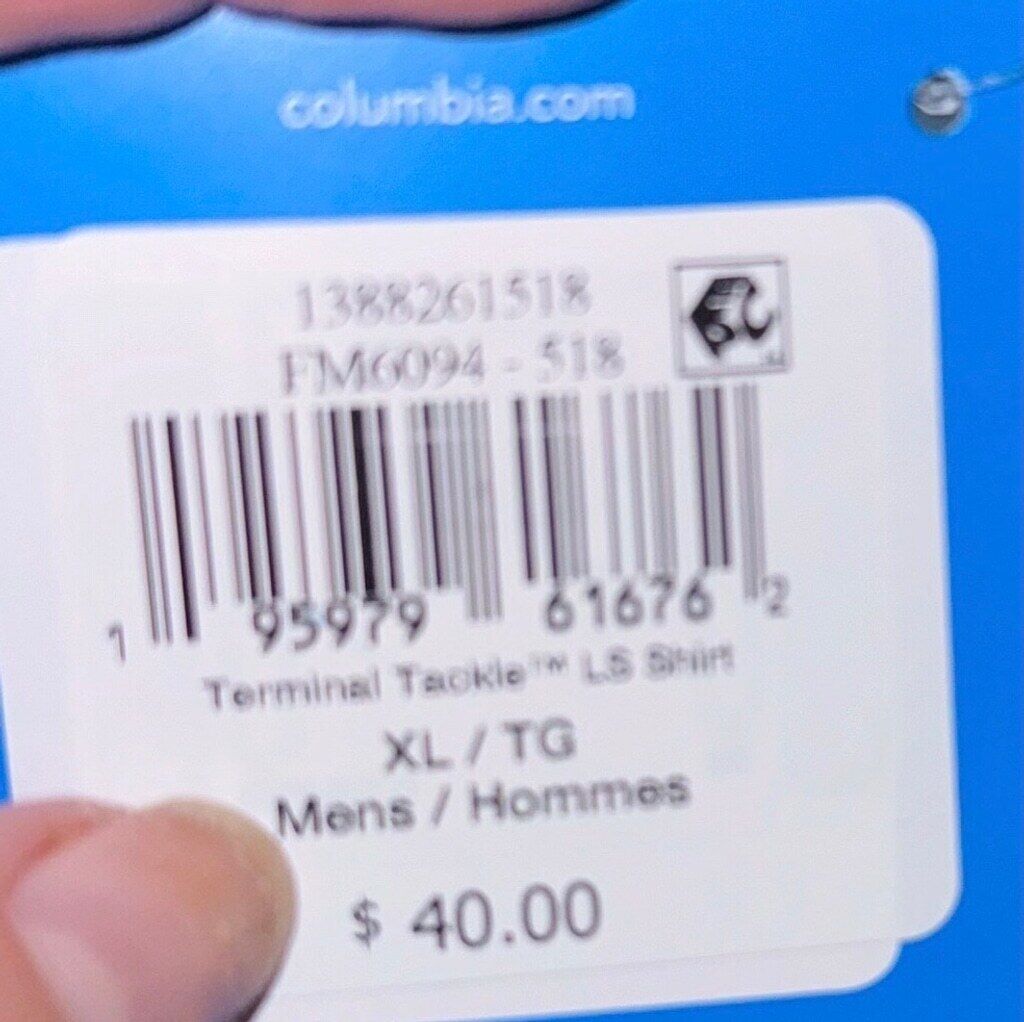 columbia.com
1388261518
FM6094 - 518
1 95979 61676 2
Terminal Tackle™ LS Shirt
XL / TG
Mens / Hommes
$ 40.00